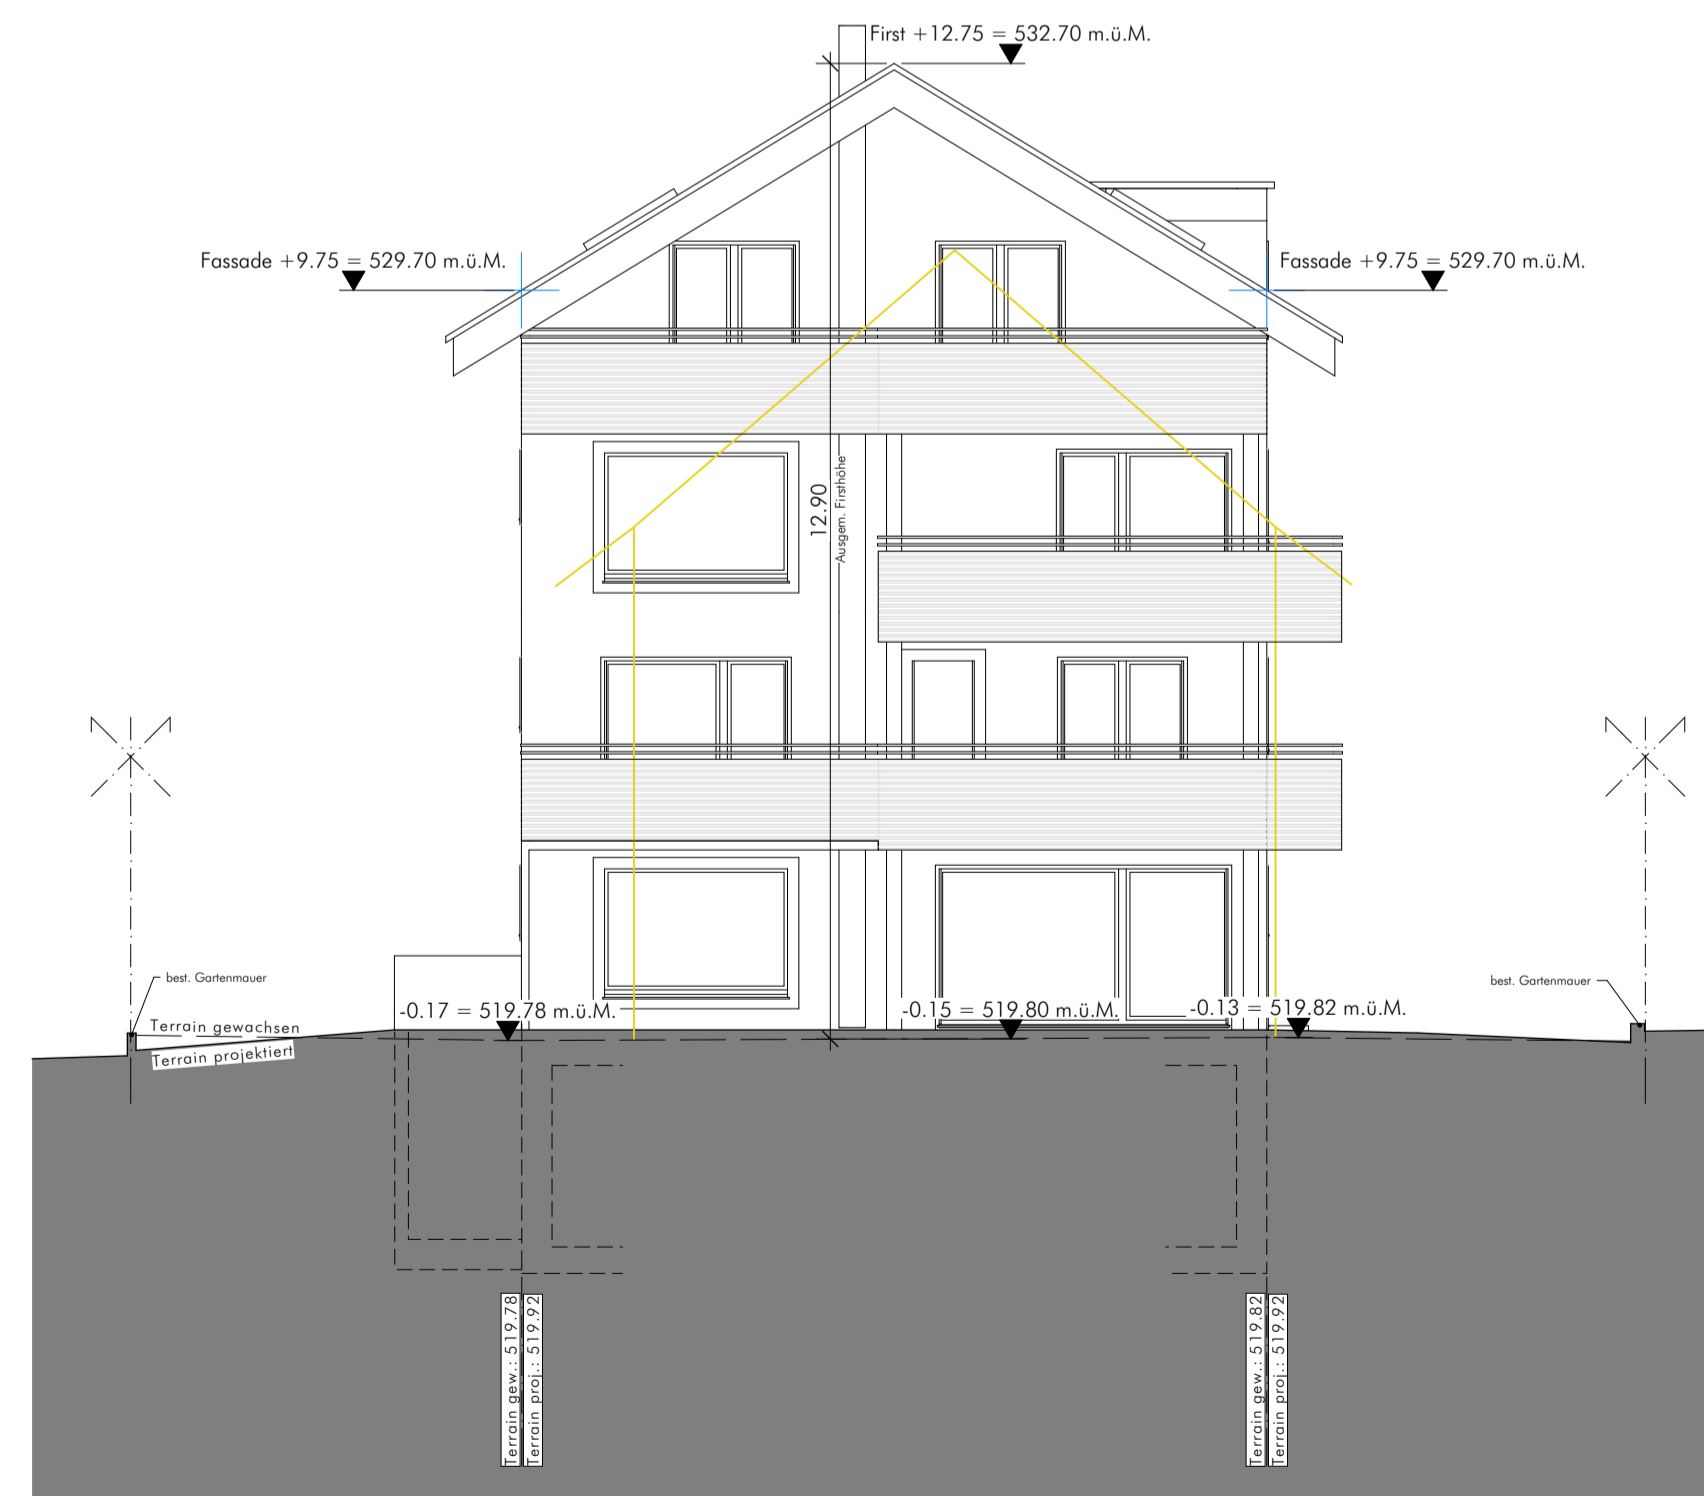 First +12.75 = 532.70 m.ü.M.
Fassade +9.75 = 529.70 m.ü.M.
Fassade +9.75 = 529.70 m.ü.M.
12.90
Ausgem. Firsthöhe
best. Gartenmauer
best. Gartenmauer
-0.17 = 519.78 m.ü.M.
-0.15 = 519.80 m.ü.M.
-0.13 = 519.82 m.ü.M.
Terrain gewachsen
Terrain projektiert
Terrain gew.: 519.78
Terrain proj.: 519.92
Terrain gew.: 519.82
Terrain proj.: 519.92